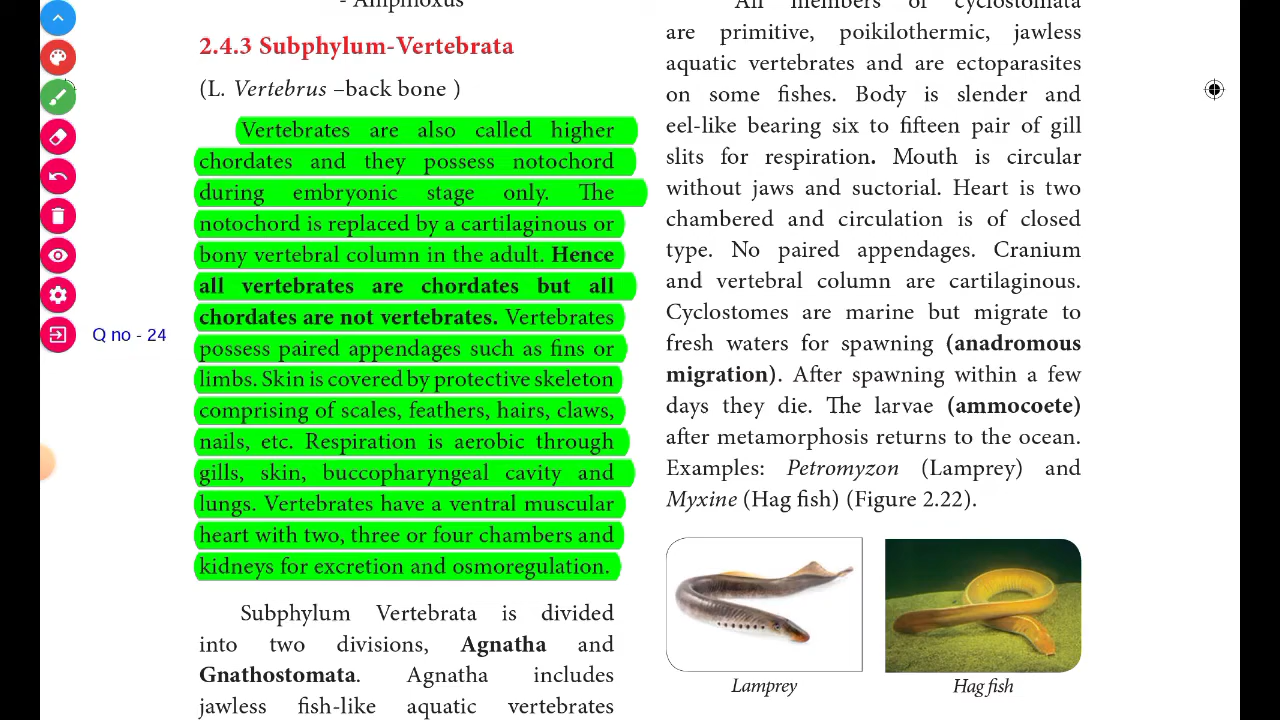 - Amphioxus
2.4.3 Subphylum-Vertebrata
(L. Vertebrus –back bone )
Vertebrates are also called higher
chordates and they possess notochord
during embryonic stage only. The
notochord is replaced by a cartilaginous or
bony vertebral column in the adult. Hence
all vertebrates are chordates but all
chordates are not vertebrates. Vertebrates
possess paired appendages such as fins or
limbs. Skin is covered by protective skeleton
comprising of scales, feathers, hairs, claws,
nails, etc. Respiration is aerobic through
gills, skin, buccopharyngeal cavity and
lungs. Vertebrates have a ventral muscular
heart with two, three or four chambers and
kidneys for excretion and osmoregulation.
Subphylum Vertebrata is divided
into two divisions, Agnatha and
Gnathostomata. Agnatha includes
jawless fish-like aquatic vertebrates
Q no - 24
All members of cyclostomata
are primitive, poikilothermic, jawless
aquatic vertebrates and are ectoparasites
on some fishes. Body is slender and
eel-like bearing six to fifteen pair of gill
slits for respiration. Mouth is circular
without jaws and suctorial. Heart is two
chambered and circulation is of closed
type. No paired appendages. Cranium
and vertebral column are cartilaginous.
Cyclostomes are marine but migrate to
fresh waters for spawning (anadromous
migration). After spawning within a few
days they die. The larvae (ammocoete)
after metamorphosis returns to the ocean.
Examples: Petromyzon (Lamprey) and
Myxine (Hag fish) (Figure 2.22).
Lamprey
Hag fish